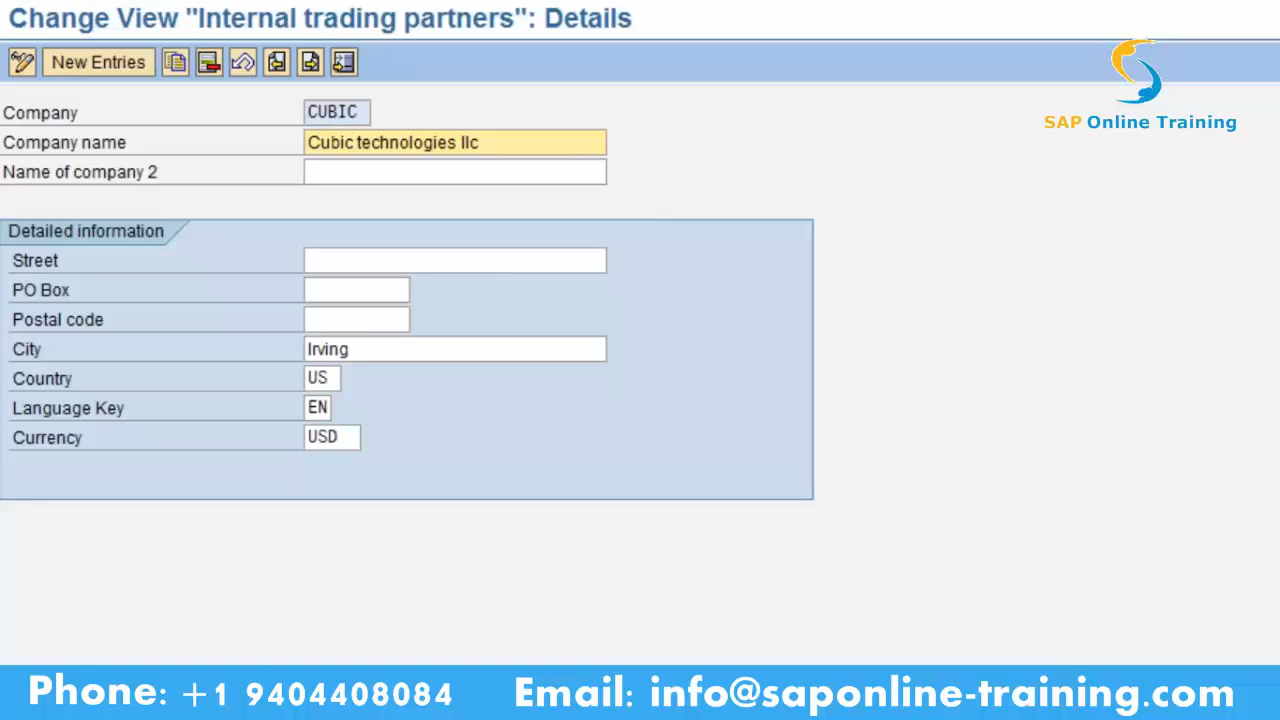 Change View "Internal trading partners": Details
New Entries
SAP Online Training
Company CUBIC
Company name Cubic technologies llc
Name of company 2
Detailed information
Street
PO Box
Postal code
City Irving
Country US
Language Key EN
Currency USD
Phone: +1 9404408084 Email: info@saponline-training.com